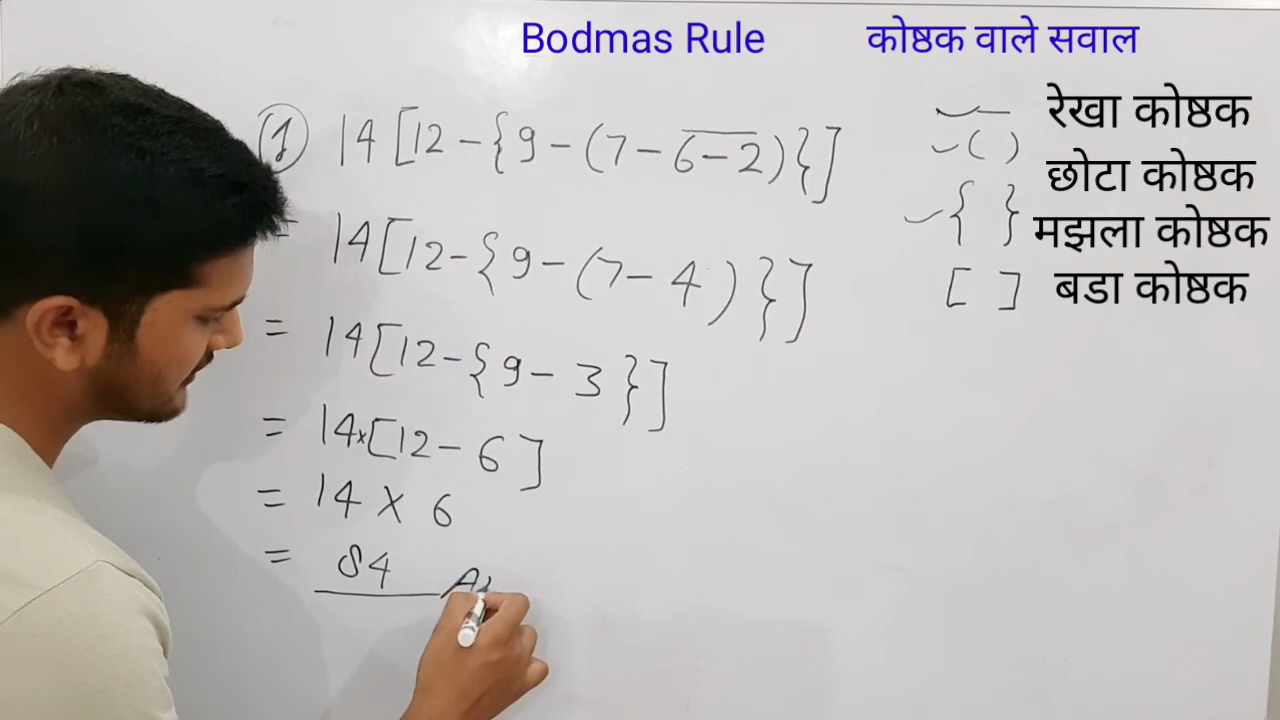 Bodmas Rule कोष्ठक वाले सवाल
① 14[12-{9-(7-6̅-̅2̅)}]
= 14[12-{9-(7-4)}]
= 14[12-{9-3}]
= 14×[12-6]
= 14×6
= 84
‾ रेखा कोष्ठक
( ) छोटा कोष्ठक
{ } मझला कोष्ठक
[ ] बडा कोष्ठक